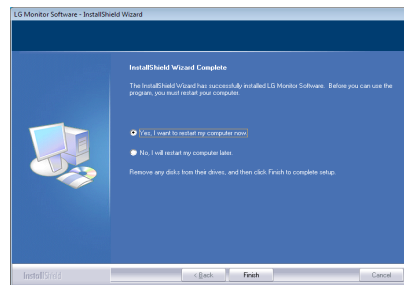 LG Monitor Software - InstallShield Wizard
InstallShield Wizard Complete
The InstallShield Wizard has successfully installed LG Monitor Software. Before you can use the
program, you must restart your computer.
Yes, I want to restart my computer now.
No, I will restart my computer later.
Remove any disks from their drives, and then click Finish to complete setup.
InstallShield
< Back
Finish
Cancel